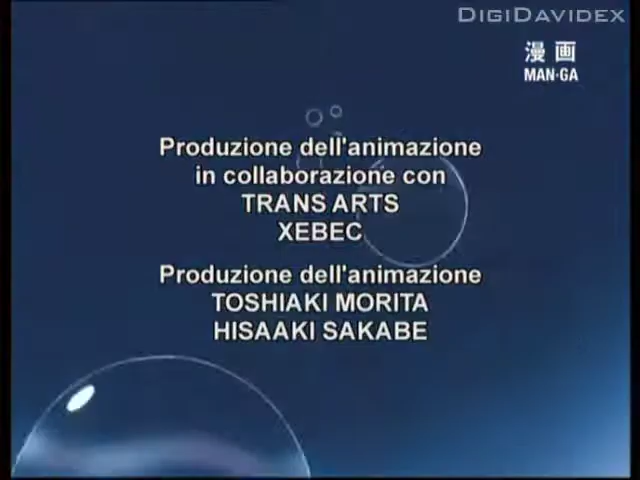 DIGIDAVIDEX
漫画
MAN-GA
Produzione dell'animazione
in collaborazione con
TRANS ARTS
XEBEC
Produzione dell'animazione
TOSHIAKI MORITA
HISAAKI SAKABE